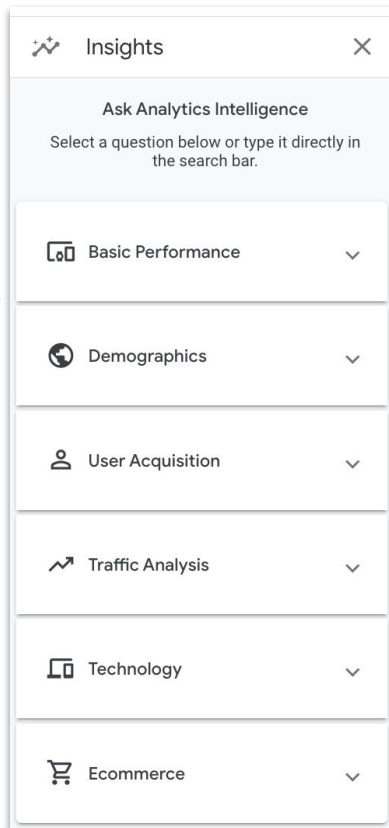 Insights
Ask Analytics Intelligence
Select a question below or type it directly in
the search bar.
Basic Performance
Demographics
User Acquisition
Traffic Analysis
Technology
Ecommerce